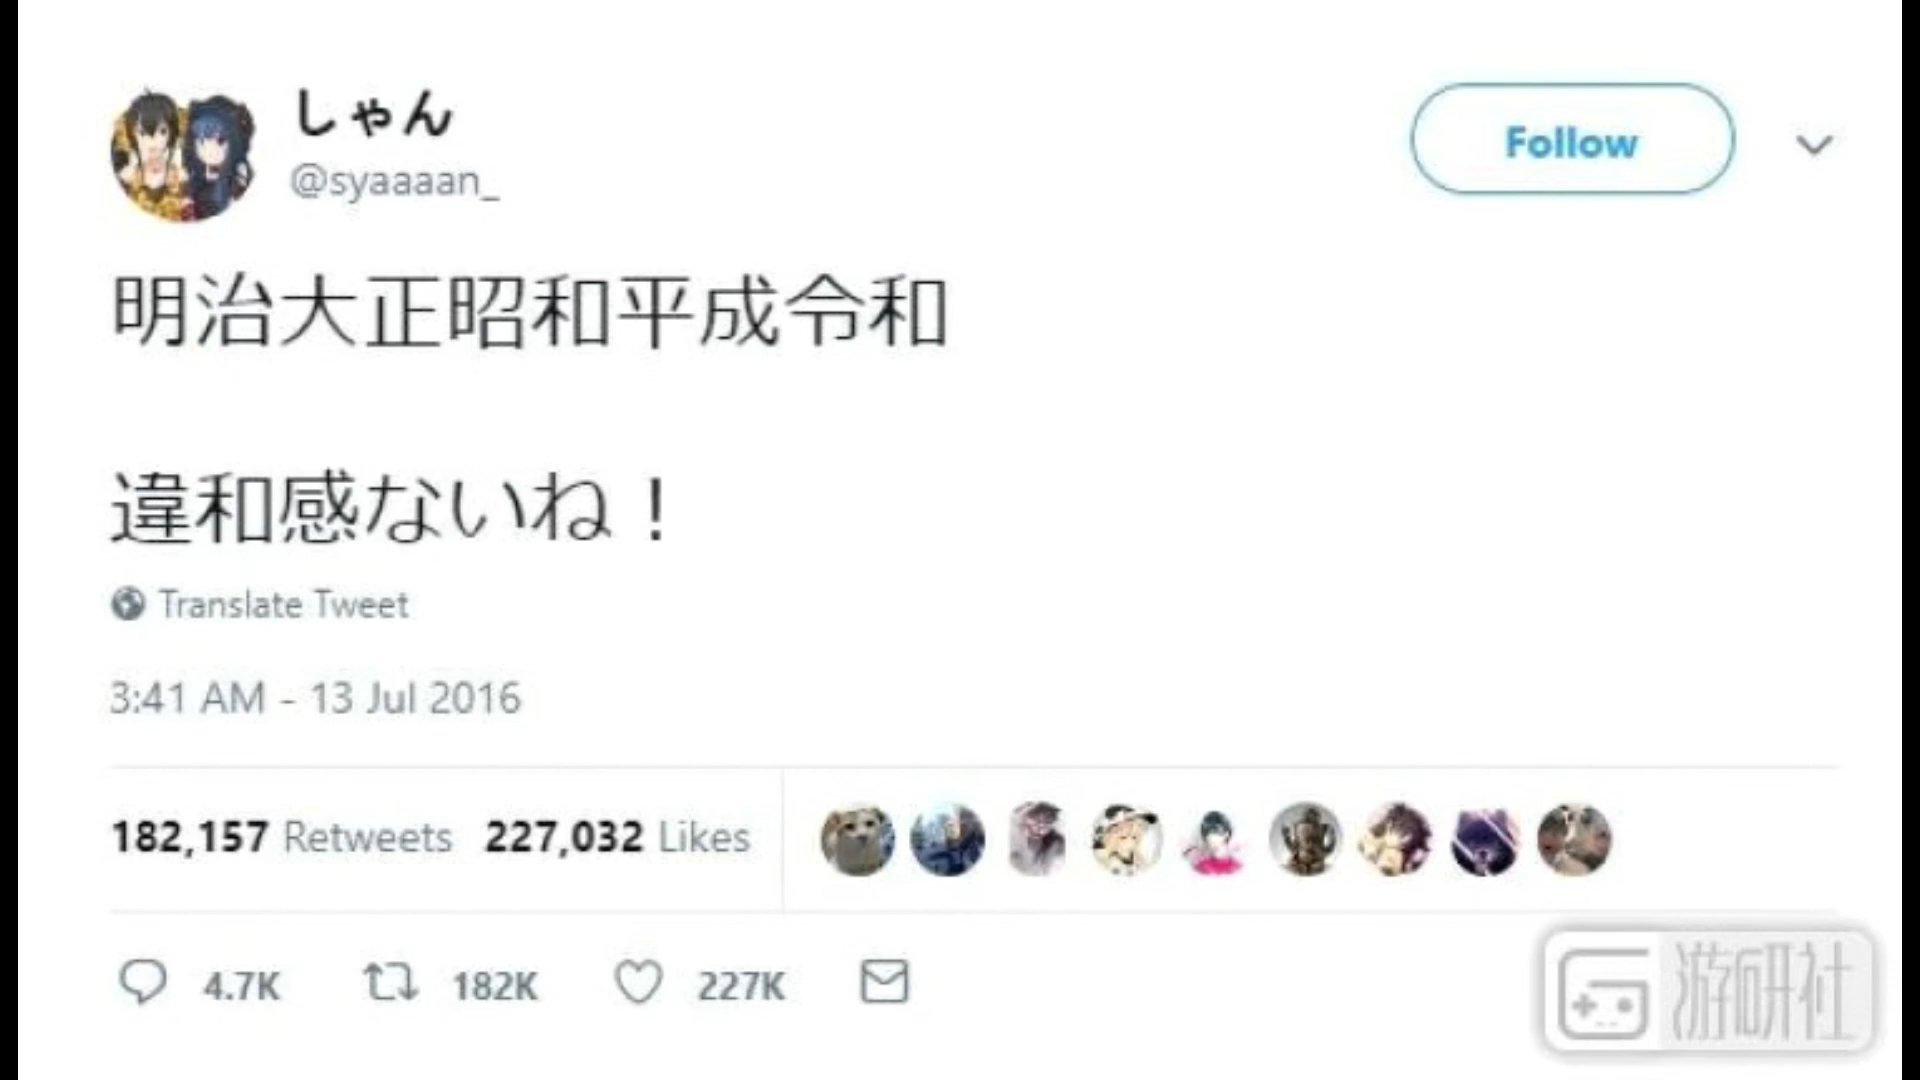 しゃん
@syaaaan_
Follow
明治大正昭和平成令和
違和感ないね！
Translate Tweet
3:41 AM - 13 Jul 2016
182,157 Retweets 227,032 Likes
4.7K 182K 227K
游研社